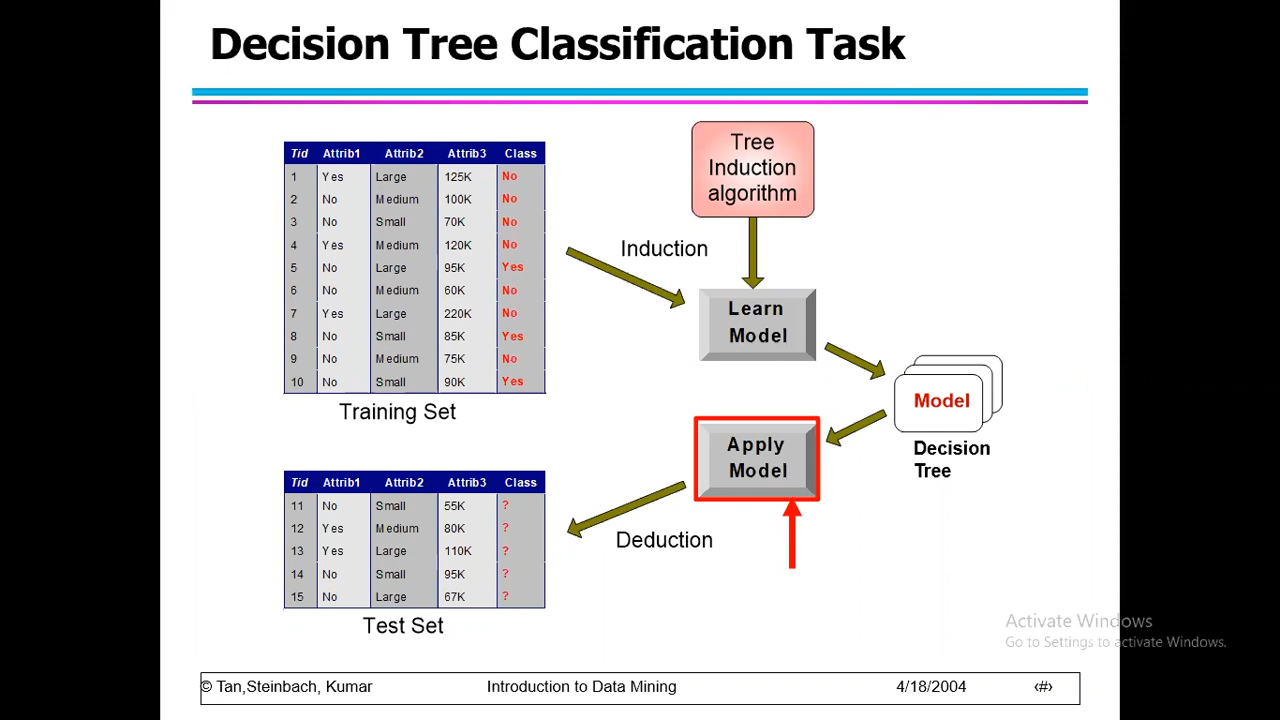 Decision Tree Classification Task
Tid Attrib1 Attrib2 Attrib3 Class
1 Yes Large 125K No
2 No Medium 100K No
3 No Small 70K No
4 Yes Medium 120K No
5 No Large 95K Yes
6 No Medium 60K No
7 Yes Large 220K No
8 No Small 85K Yes
9 No Medium 75K No
10 No Small 90K Yes
Training Set
Tree
Induction
algorithm
Induction
Learn
Model
Model
Decision
Tree
Apply
Model
Deduction
Tid Attrib1 Attrib2 Attrib3 Class
11 No Small 55K ?
12 Yes Medium 80K ?
13 Yes Large 110K ?
14 No Small 95K ?
15 No Large 67K ?
Test Set
Activate Windows
Go to Settings to activate Windows.
© Tan,Steinbach, Kumar Introduction to Data Mining 4/18/2004 ‹#›